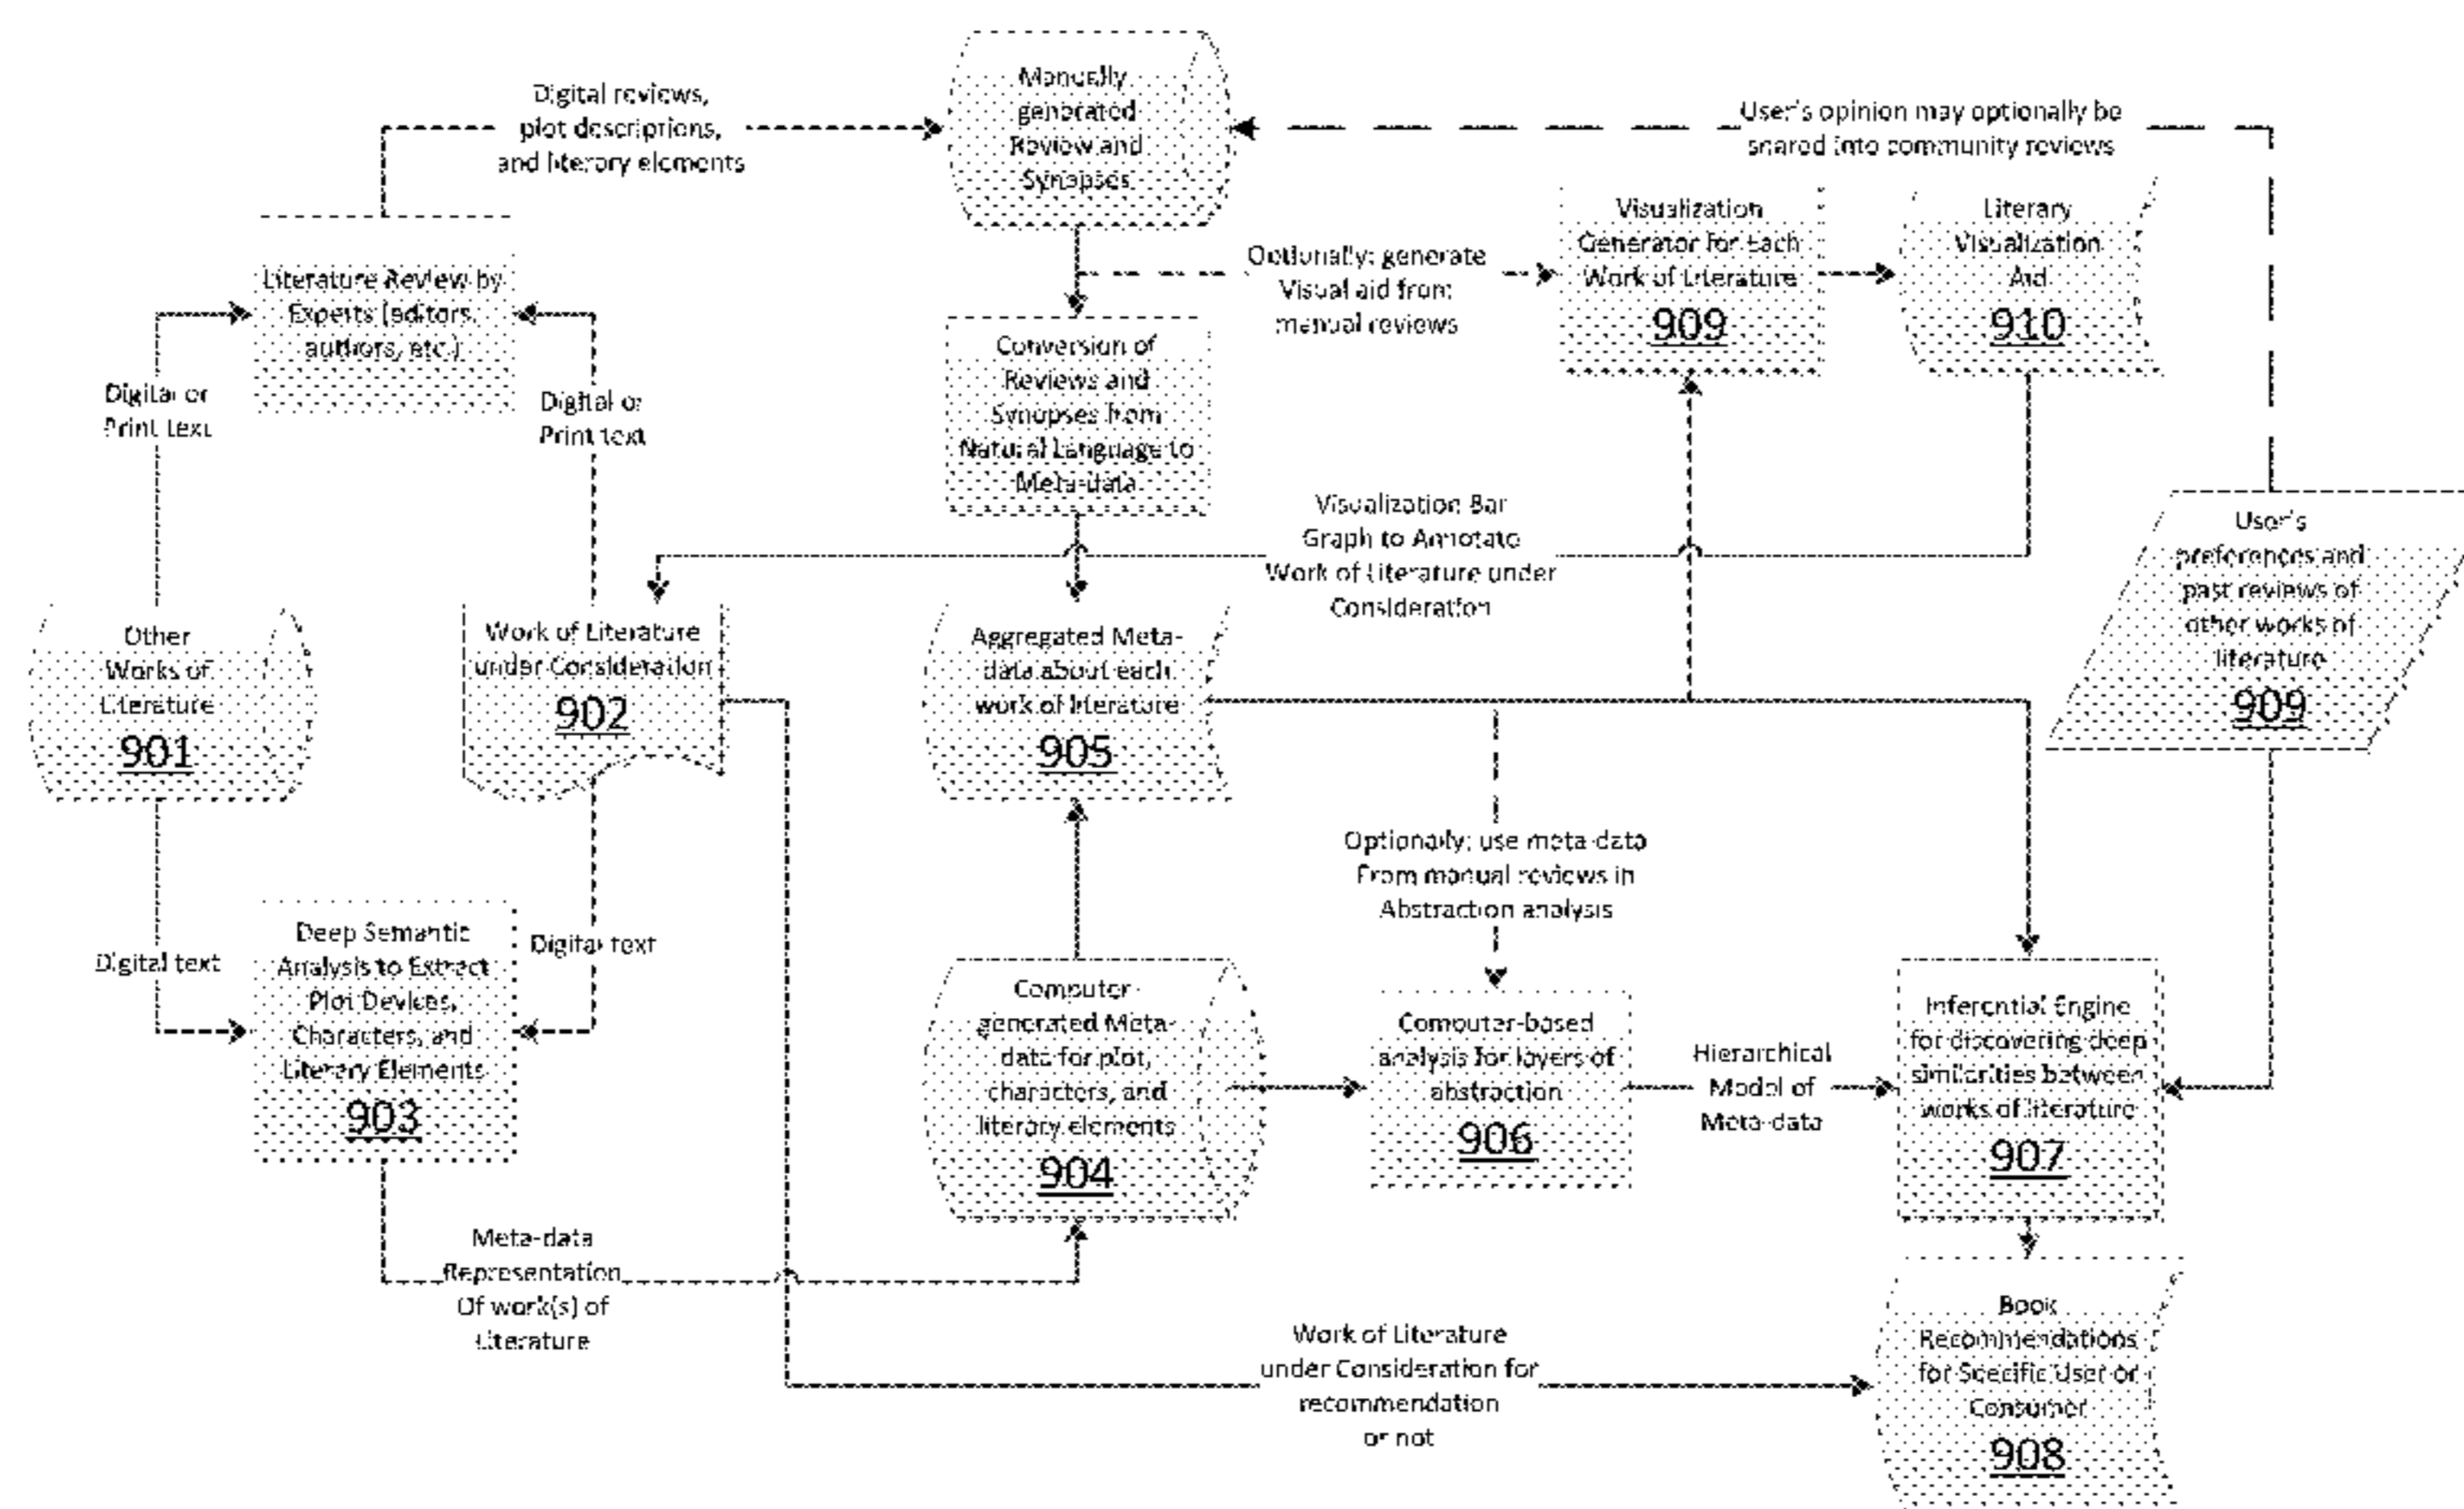 Digital reviews,
plot descriptions,
and literary elements
Manually
generated
Review and
Synopses
User's opinion may optionally be
shared into community reviews
Literature Review by
Experts (editors,
authors, etc.)
Optionally: generate
Visual aid from
manual reviews
Visualization
Generator for Each
Work of Literature
909
Literary
Visualization
Aid
910
Digital or
Print text
Digital or
Print text
Conversion of
Reviews and
Synopses from
Natural Language to
Meta-data
Visualization Bar
Graph to Annotate
Work of Literature under
Consideration
User's
preferences and
past reviews of
other works of
literature
909
Other
Works of
Literature
901
Work of Literature
under Consideration
902
Aggregated Meta-
data about each
work of literature
905
Optionally: use meta-data
From manual reviews in
Abstraction analysis
Digital text
Deep Semantic
Analysis to Extract
Plot Devices,
Characters, and
Literary Elements
903
Digital text
Computer-
generated Meta-
data for plot,
characters, and
literary elements
904
Computer-based
analysis for layers of
abstraction
906
Hierarchical
Model of
Meta-data
Inferential Engine
for discovering deep
similarities between
works of literature
907
Meta-data
Representation
Of work(s) of
Literature
Work of Literature
under Consideration for
recommendation
or not
Book
Recommendations
for Specific User or
Consumer
908